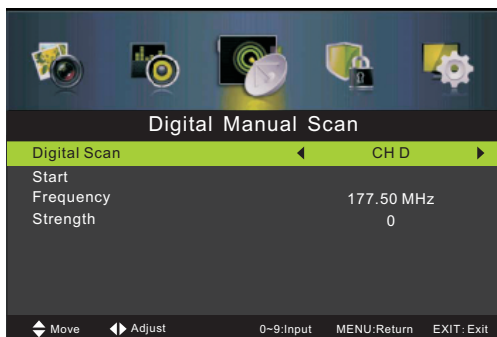 Digital Manual Scan
Digital Scan CH D
Start
Frequency 177.50 MHz
Strength 0
Move Adjust 0~9:Input MENU:Return EXIT:Exit